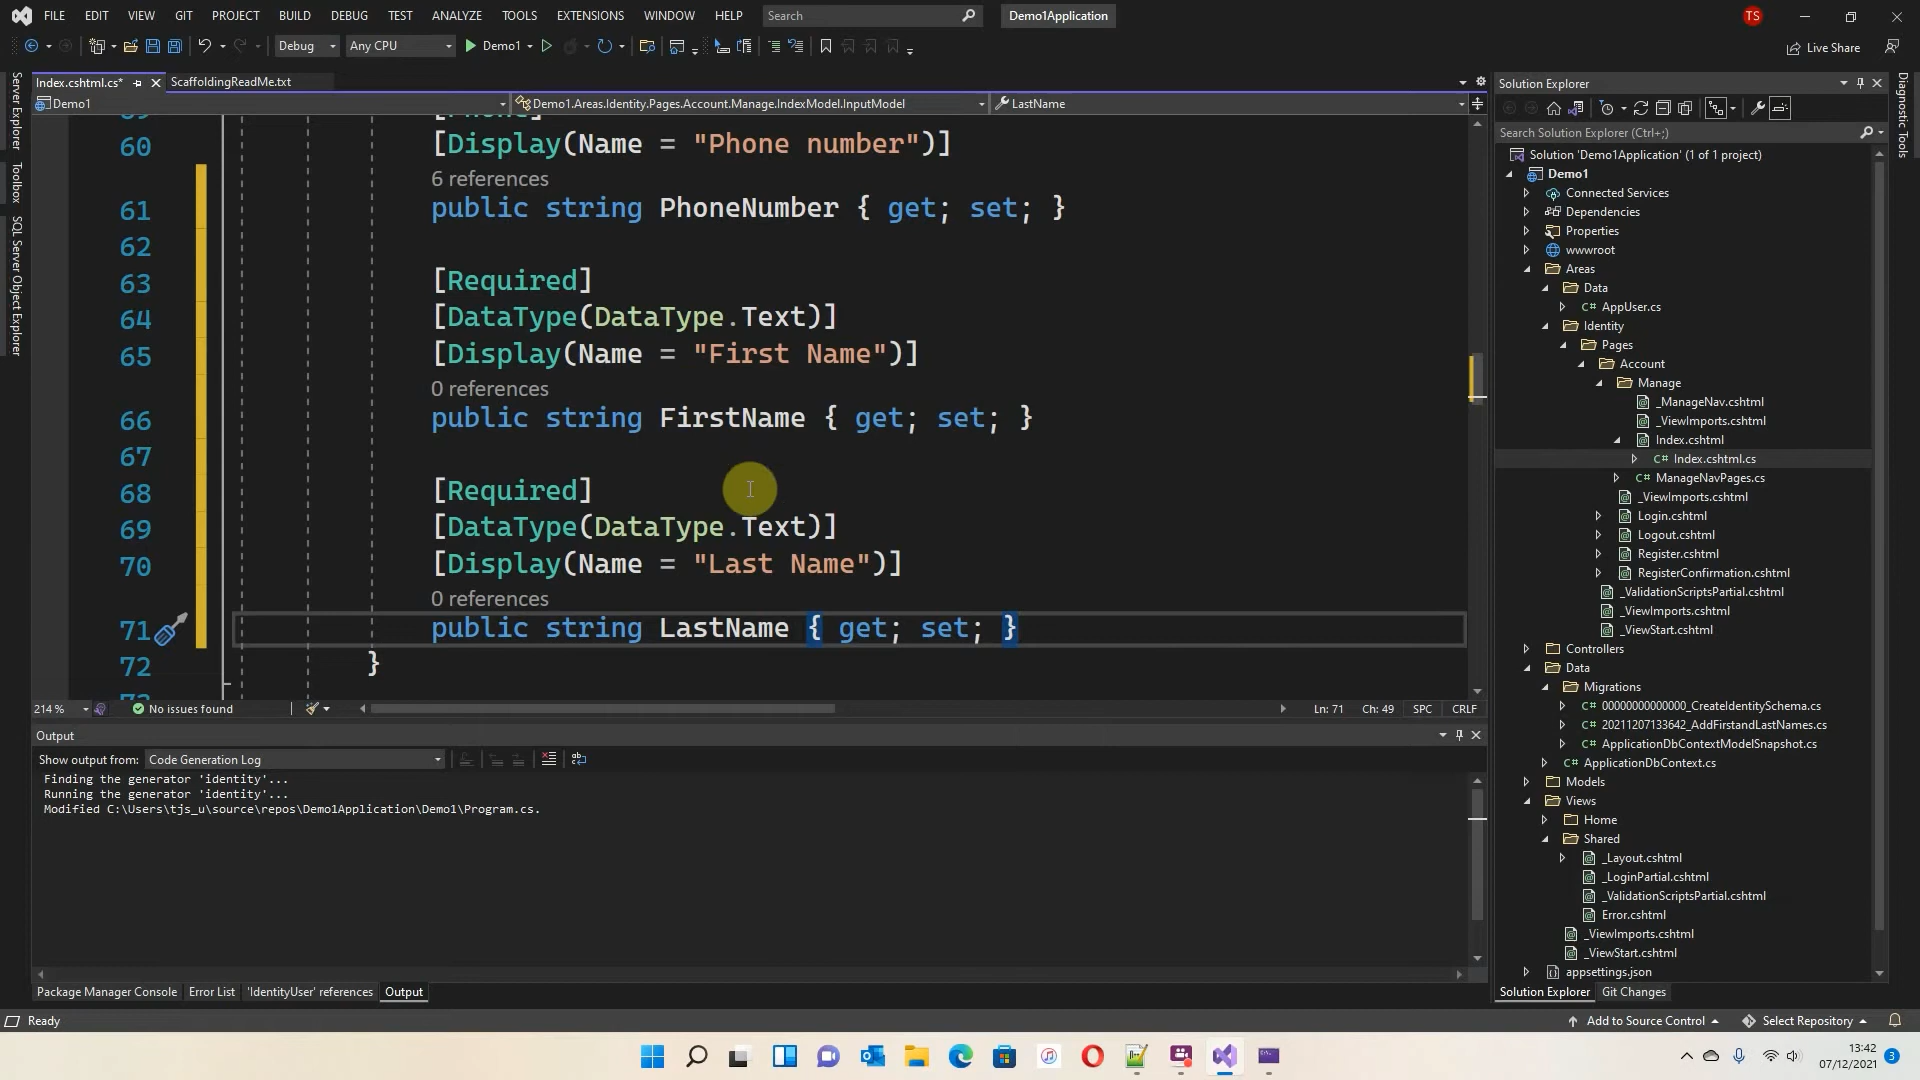 FILE EDIT VIEW GIT PROJECT BUILD DEBUG TEST ANALYZE TOOLS EXTENSIONS WINDOW HELP Search Demo1Application TS
Debug Any CPU Demo1 Live Share
Index.cshtml.cs* ScaffoldingReadMe.txt
Demo1 Demo1.Areas.Identity.Pages.Account.Manage.IndexModel.InputModel LastName
Server Explorer
Toolbox
SQL Server Object Explorer
60 [Display(Name = "Phone number")]
6 references
61 public string PhoneNumber { get; set; }
62
63 [Required]
64 [DataType(DataType.Text)]
65 [Display(Name = "First Name")]
0 references
66 public string FirstName { get; set; }
67
68 [Required]
69 [DataType(DataType.Text)]
70 [Display(Name = "Last Name")]
0 references
71 public string LastName { get; set; }
72 }
214 % No issues found Ln: 71 Ch: 49 SPC CRLF
Output
Show output from: Code Generation Log
Finding the generator 'identity'...
Running the generator 'identity'...
Modified C:\Users\tjs_u\source\repos\Demo1Application\Demo1\Program.cs.
Package Manager Console Error List 'IdentityUser' references Output
Solution Explorer
Search Solution Explorer (Ctrl+;)
Solution 'Demo1Application' (1 of 1 project)
Demo1
Connected Services
Dependencies
Properties
wwwroot
Areas
Data
C# AppUser.cs
Identity
Pages
Account
Manage
_ManageNav.cshtml
_ViewImports.cshtml
Index.cshtml
C# Index.cshtml.cs
C# ManageNavPages.cs
_ViewImports.cshtml
Login.cshtml
Logout.cshtml
Register.cshtml
RegisterConfirmation.cshtml
_ValidationScriptsPartial.cshtml
_ViewImports.cshtml
_ViewStart.cshtml
Controllers
Data
Migrations
C# 00000000000000_CreateIdentitySchema.cs
C# 20211207133642_AddFirstandLastNames.cs
C# ApplicationDbContextModelSnapshot.cs
C# ApplicationDbContext.cs
Models
Views
Home
Shared
_Layout.cshtml
_LoginPartial.cshtml
_ValidationScriptsPartial.cshtml
Error.cshtml
_ViewImports.cshtml
_ViewStart.cshtml
appsettings.json
Solution Explorer Git Changes
Diagnostic Tools
Ready Add to Source Control Select Repository
13:42
07/12/2021
3